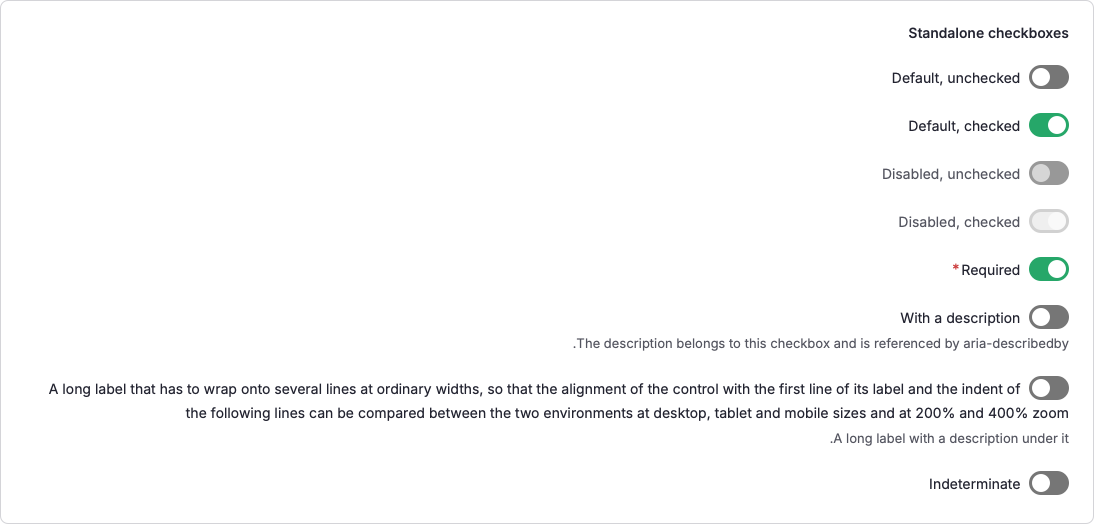 Standalone checkboxes
Default, unchecked
Default, checked
Disabled, unchecked
Disabled, checked
*Required
With a description
.The description belongs to this checkbox and is referenced by aria-describedby
A long label that has to wrap onto several lines at ordinary widths, so that the alignment of the control with the first line of its label and the indent of
the following lines can be compared between the two environments at desktop, tablet and mobile sizes and at 200% and 400% zoom
.A long label with a description under it
Indeterminate